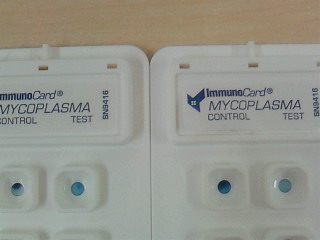 ImmunoCard®
MYCOPLASMA
CONTROL TEST
SN9416
ImmunoCard®
MYCOPLASMA
CONTROL TEST
SN9416